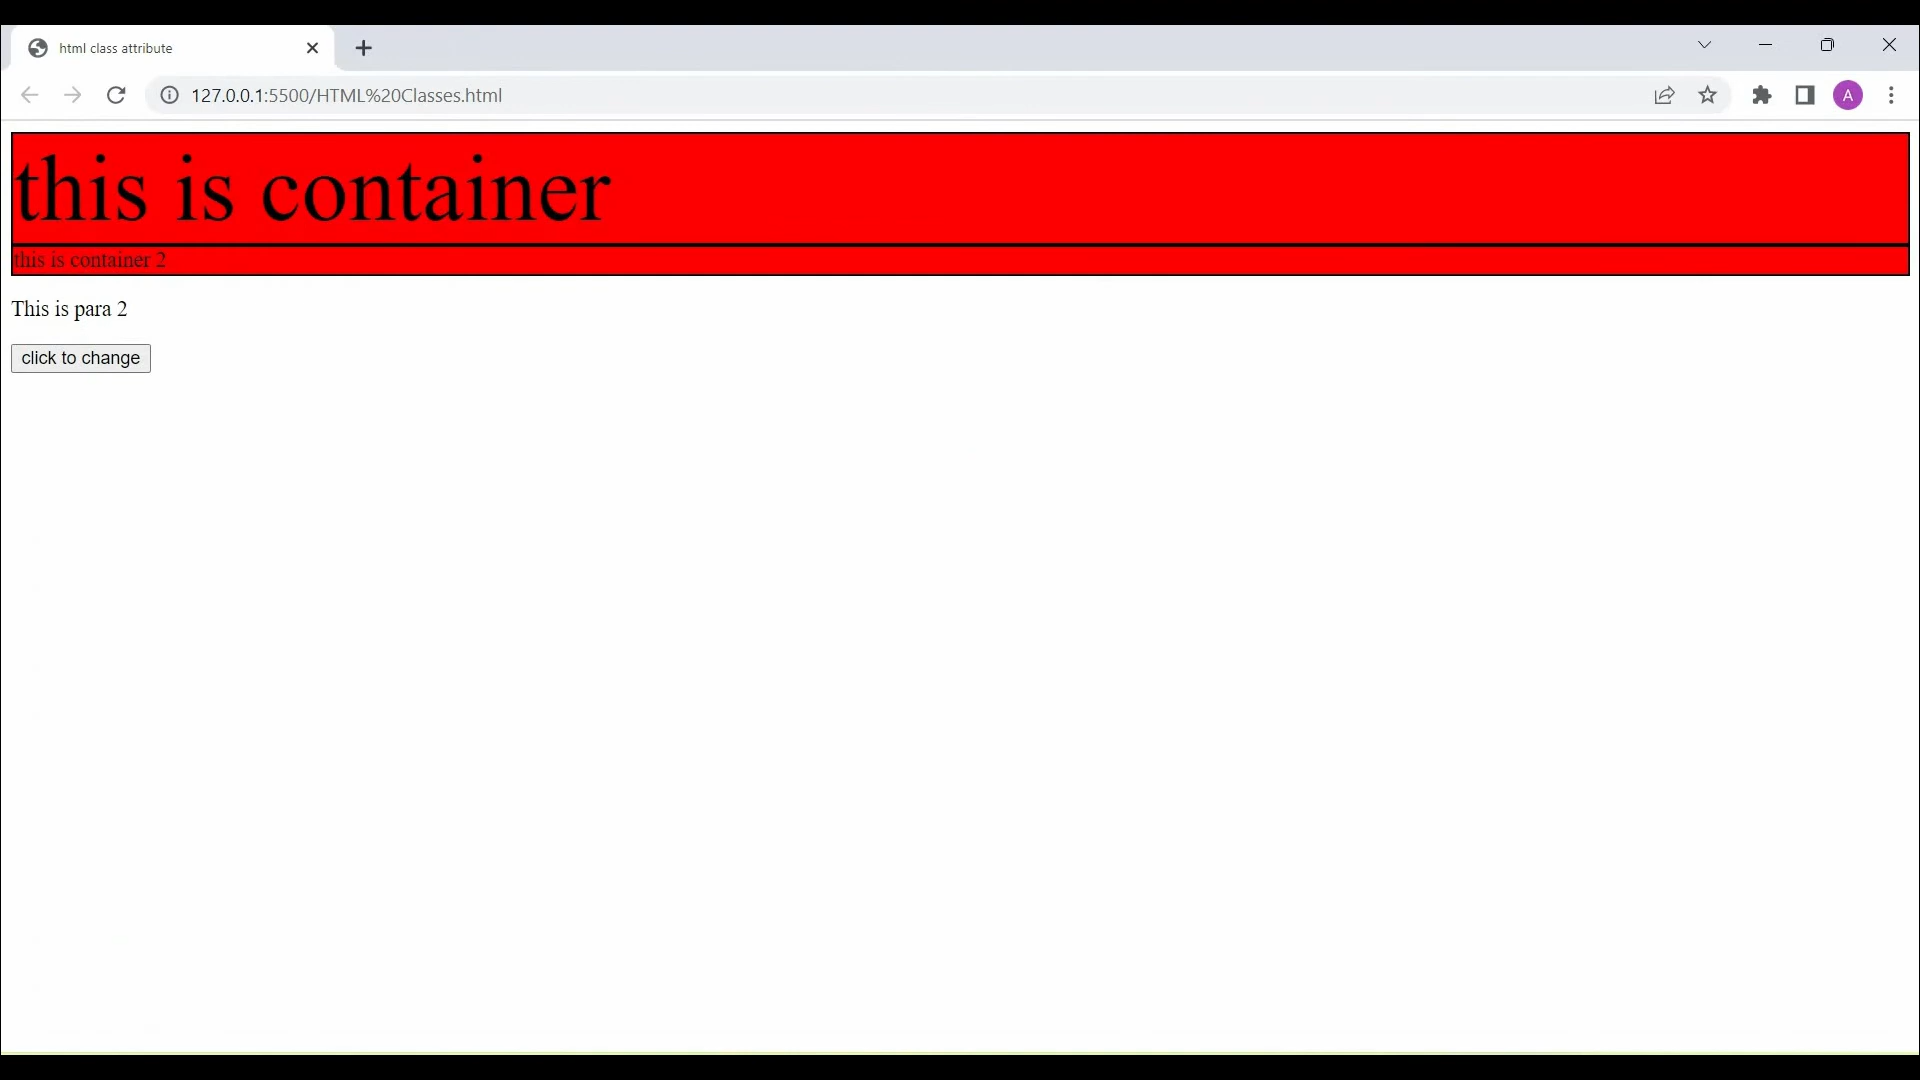 html class attribute
127.0.0.1:5500/HTML%20Classes.html
A
this is container
this is container 2
This is para 2
click to change